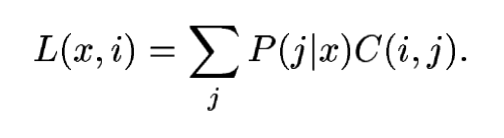 L(x, i) = ∑_j P(j|x)C(i, j).